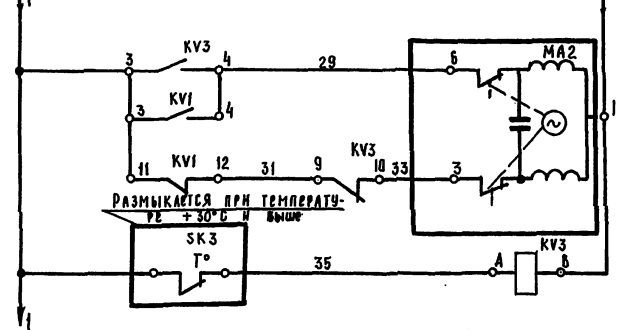 1
KV3
3 4 29 6 МА2
KV1
3 4 1
KV1 KV3
11 12 31 9 10 33 3
РАЗМЫКАЕТСЯ ПРИ ТЕМПЕРАТУ-
РЕ +30°С И ВЫШЕ
SK3
T°
35 А KV3 В
1